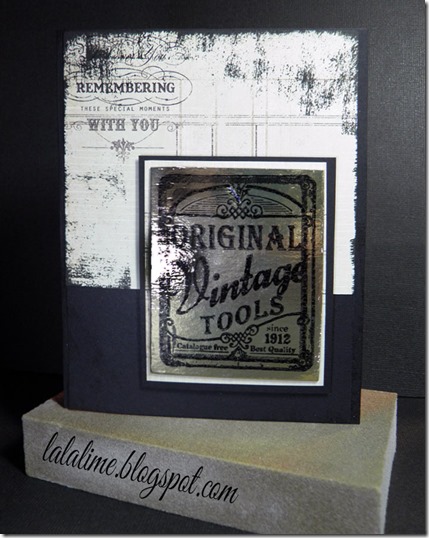 REMEMBERING
THESE SPECIAL MOMENTS
WITH YOU
ORIGINAL
Vintage
TOOLS
since
1912
Catalogue free
Best Quality
lalalime.blogspot.com